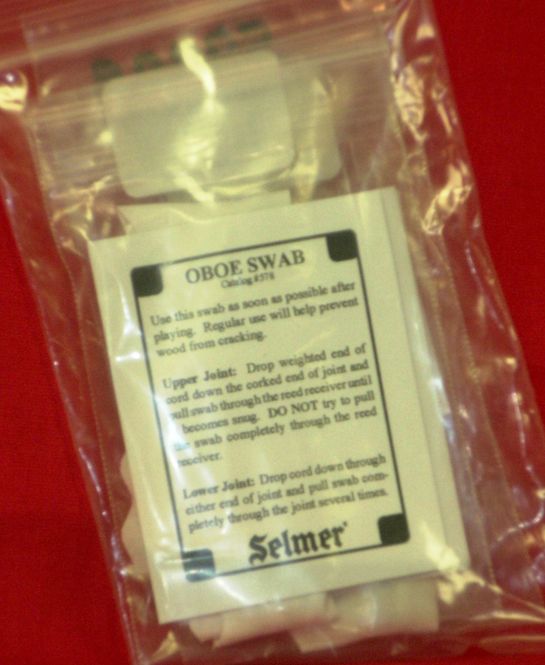 OBOE SWAB
Catalog #378
Use this swab as soon as possible after
playing. Regular use will help prevent
wood from cracking.
Upper Joint: Drop weighted end of
cord down the corked end of joint and
pull swab through the reed receiver until
becomes snug. DO NOT try to pull
the swab completely through the reed
receiver.
Lower Joint: Drop cord down through
either end of joint and pull swab com-
pletely through the joint several times.
Selmer